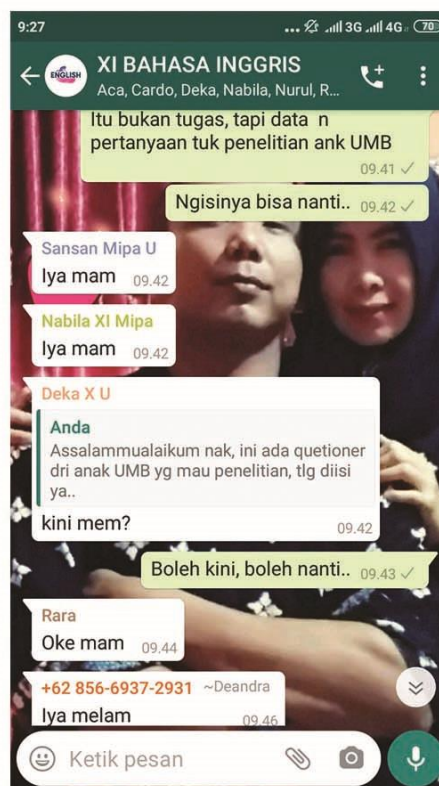 9:27
... 3G 4G 70
ENGLISH
XI BAHASA INGGRIS
Aca, Cardo, Deka, Nabila, Nurul, R...
Itu bukan tugas, tapi data n
pertanyaan tuk penelitian ank UMB
09.41
Ngisinya bisa nanti.. 09.42
Sansan Mipa U
Iya mam 09.42
Nabila XI Mipa
Iya mam 09.42
Deka X U
Anda
Assalammualaikum nak, ini ada quetioner
dri anak UMB yg mau penelitian, tlg diisi
ya..
kini mem?
09.42
Boleh kini, boleh nanti.. 09.43
Rara
Oke mam 09.44
+62 856-6937-2931 ~Deandra
Iya melam 09.46
Ketik pesan